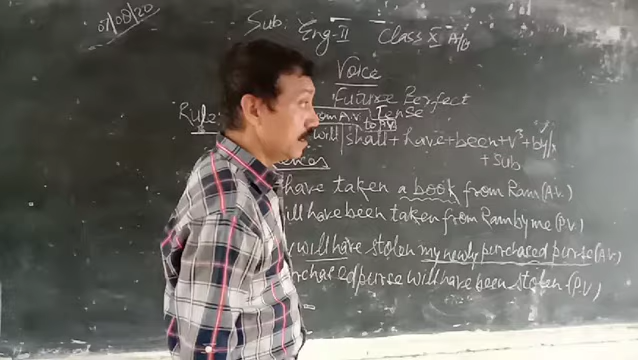 07/08/20
Sub Eng-II Class X A/B
Voice
Future Perfect
Rule from A.V. Tense
to P.V.
will/shall + have + been + v³ + by/x
+ Sub
have taken a book from Ram (A.V.)
will have been taken from Ram by me (P.V.)
will have stolen my newly purchased purse (A.V.)
purchased purse will have been stolen (P.V.)